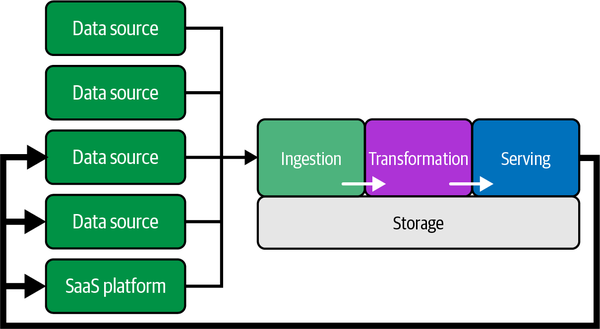 Data source
Data source
Data source
Data source
SaaS platform
Ingestion
Transformation
Serving
Storage